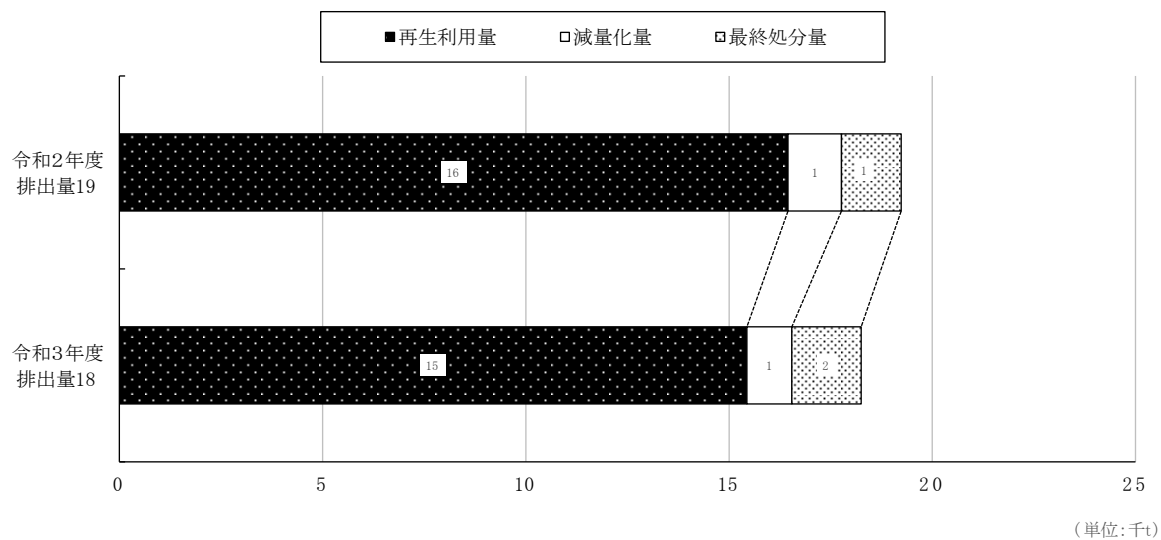 ■再生利用量 □減量化量 最終処分量
令和2年度
排出量19
16
1
1
令和3年度
排出量18
15
1
2
0 5 10 15 20 25
(単位:千t)